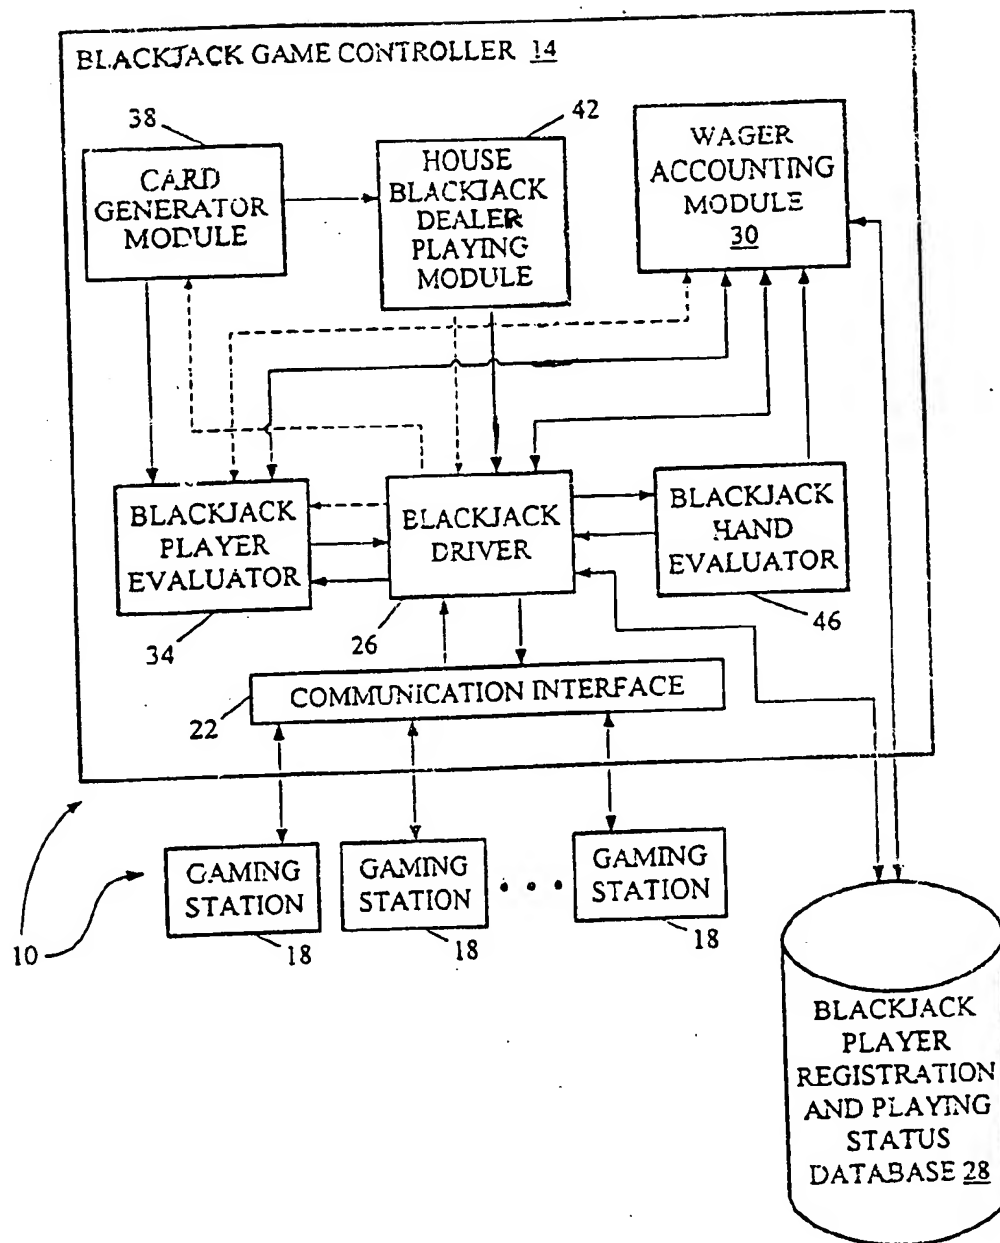 BLACKJACK GAME CONTROLLER 14
38
42
CARD
GENERATOR
MODULE
HOUSE
BLACKJACK
DEALER
PLAYING
MODULE
WAGER
ACCOUNTING
MODULE
30
BLACKJACK
PLAYER
EVALUATOR
BLACKJACK
DRIVER
BLACKJACK
HAND
EVALUATOR
34
26
46
COMMUNICATION INTERFACE
22
GAMING
STATION
GAMING
STATION
GAMING
STATION
18
18
18
10
BLACKJACK
PLAYER
REGISTRATION
AND PLAYING
STATUS
DATABASE 28